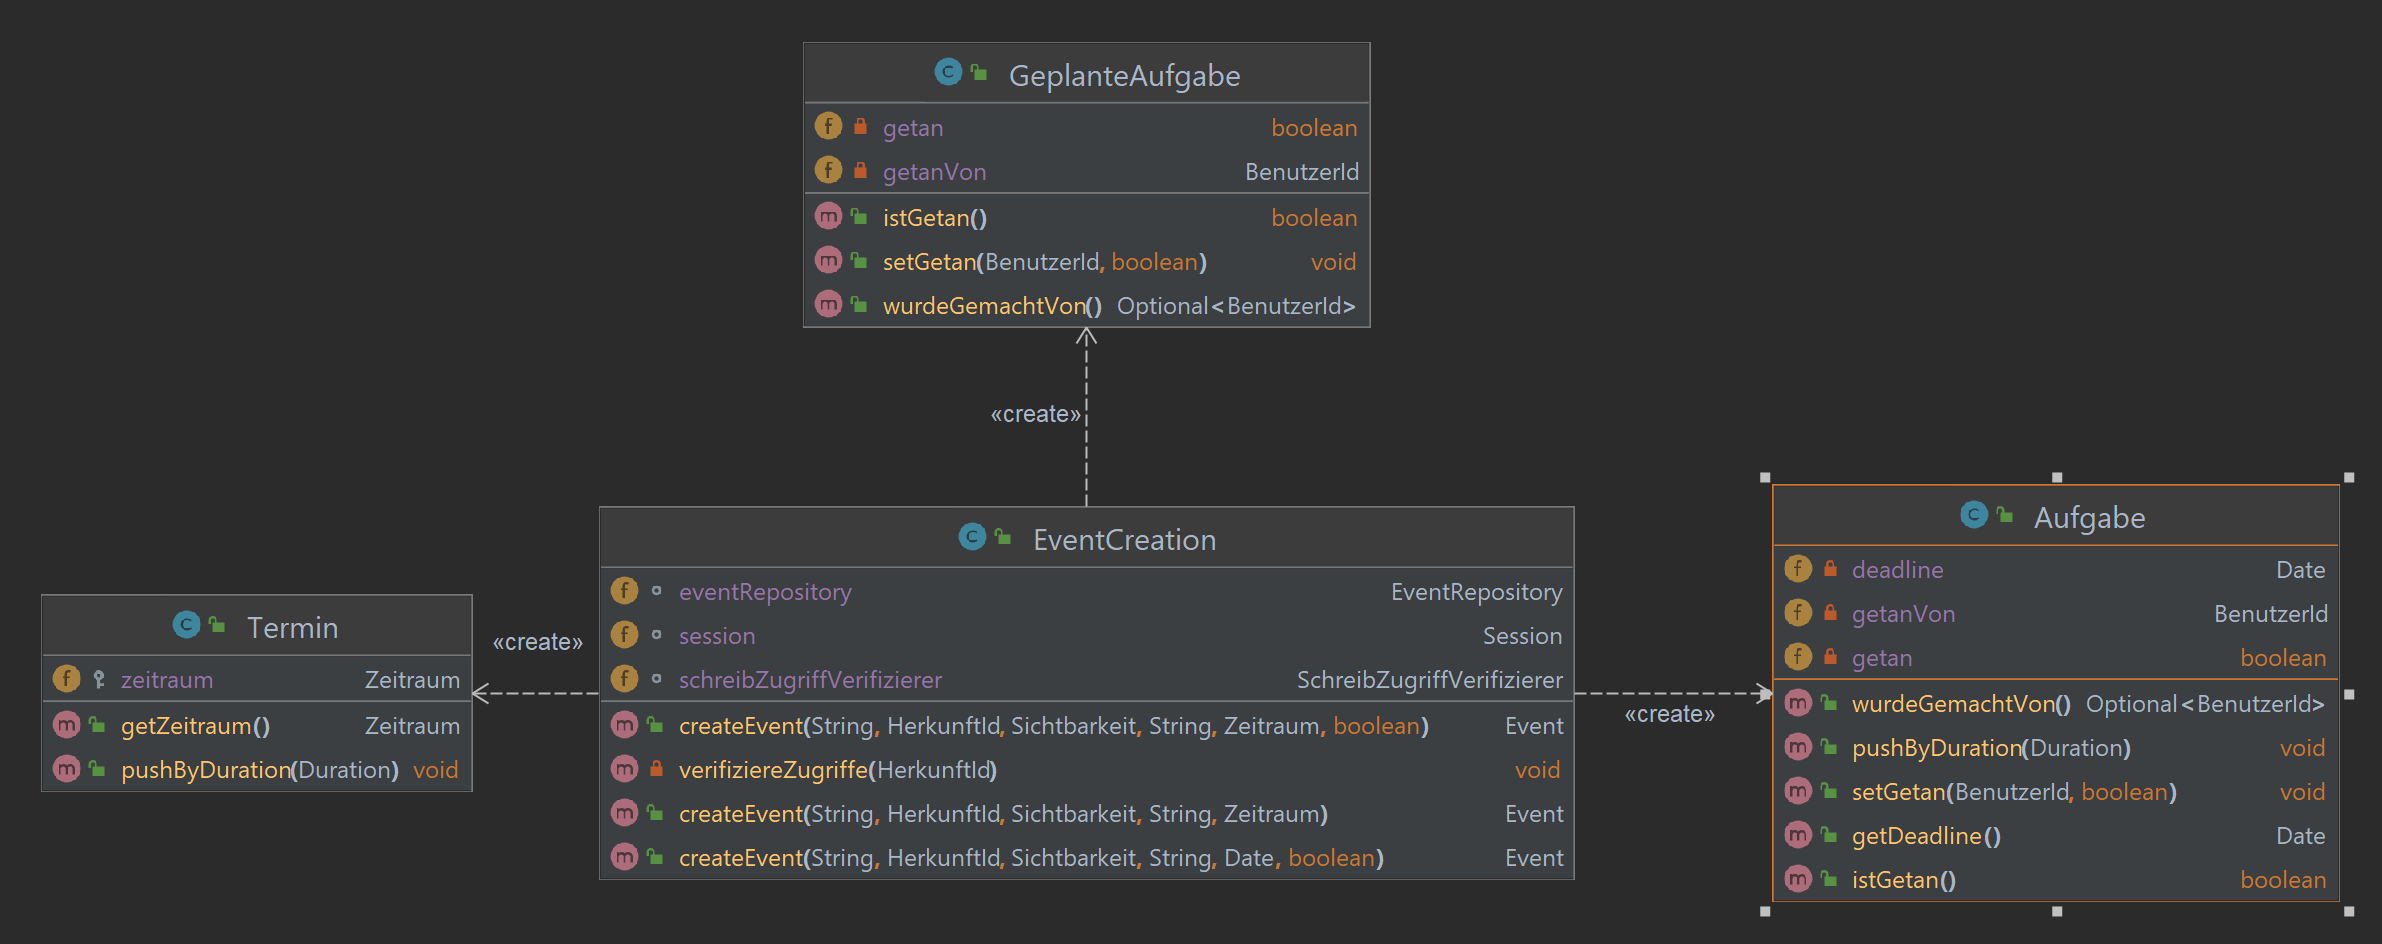 GeplanteAufgabe
getan boolean
getanVon BenutzerId
istGetan() boolean
setGetan(BenutzerId, boolean) void
wurdeGemachtVon() Optional<BenutzerId>
«create»
EventCreation
eventRepository EventRepository
session Session
schreibZugriffVerifizierer SchreibZugriffVerifizierer
createEvent(String, HerkunftId, Sichtbarkeit, String, Zeitraum, boolean) Event
verifiziereZugriffe(HerkunftId) void
createEvent(String, HerkunftId, Sichtbarkeit, String, Zeitraum) Event
createEvent(String, HerkunftId, Sichtbarkeit, String, Date, boolean) Event
«create»
Termin
zeitraum Zeitraum
getZeitraum() Zeitraum
pushByDuration(Duration) void
«create»
Aufgabe
deadline Date
getanVon BenutzerId
getan boolean
wurdeGemachtVon() Optional<BenutzerId>
pushByDuration(Duration) void
setGetan(BenutzerId, boolean) void
getDeadline() Date
istGetan() boolean